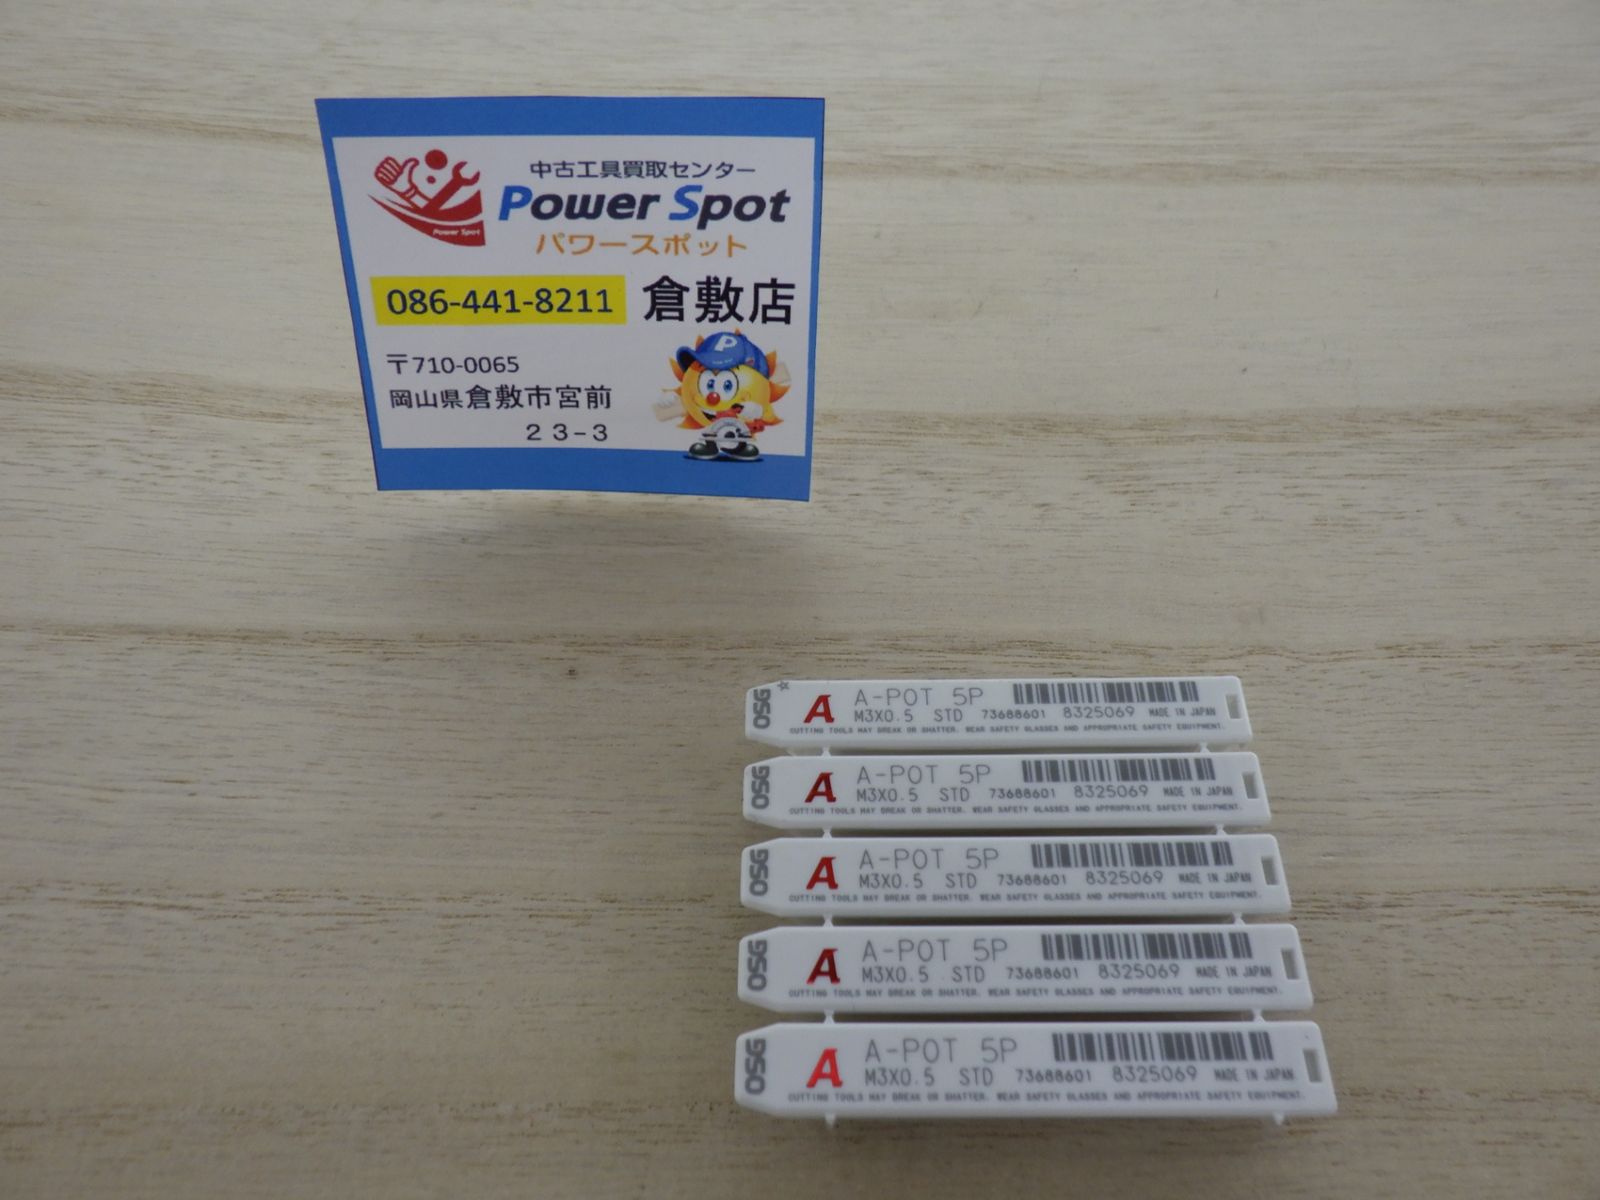 中古工具買取センター
Power Spot
Power Spot
パワースポット
086-441-8211 倉敷店
P
〒710-0065
岡山県倉敷市宮前
23-3
OSG A A-POT 5P
M3X0.5 STD 73688601 8325069 MADE IN JAPAN
CUTTING TOOLS MAY BREAK OR SHATTER. WEAR SAFETY GLASSES AND APPROPRIATE SAFETY EQUIPMENT.
OSG A A-POT 5P
M3X0.5 STD 73688601 8325069 MADE IN JAPAN
CUTTING TOOLS MAY BREAK OR SHATTER. WEAR SAFETY GLASSES AND APPROPRIATE SAFETY EQUIPMENT.
OSG A A-POT 5P
M3X0.5 STD 73688601 8325069 MADE IN JAPAN
CUTTING TOOLS MAY BREAK OR SHATTER. WEAR SAFETY GLASSES AND APPROPRIATE SAFETY EQUIPMENT.
OSG A A-POT 5P
M3X0.5 STD 73688601 8325069 MADE IN JAPAN
CUTTING TOOLS MAY BREAK OR SHATTER. WEAR SAFETY GLASSES AND APPROPRIATE SAFETY EQUIPMENT.
OSG A A-POT 5P
M3X0.5 STD 73688601 8325069 MADE IN JAPAN
CUTTING TOOLS MAY BREAK OR SHATTER. WEAR SAFETY GLASSES AND APPROPRIATE SAFETY EQUIPMENT.